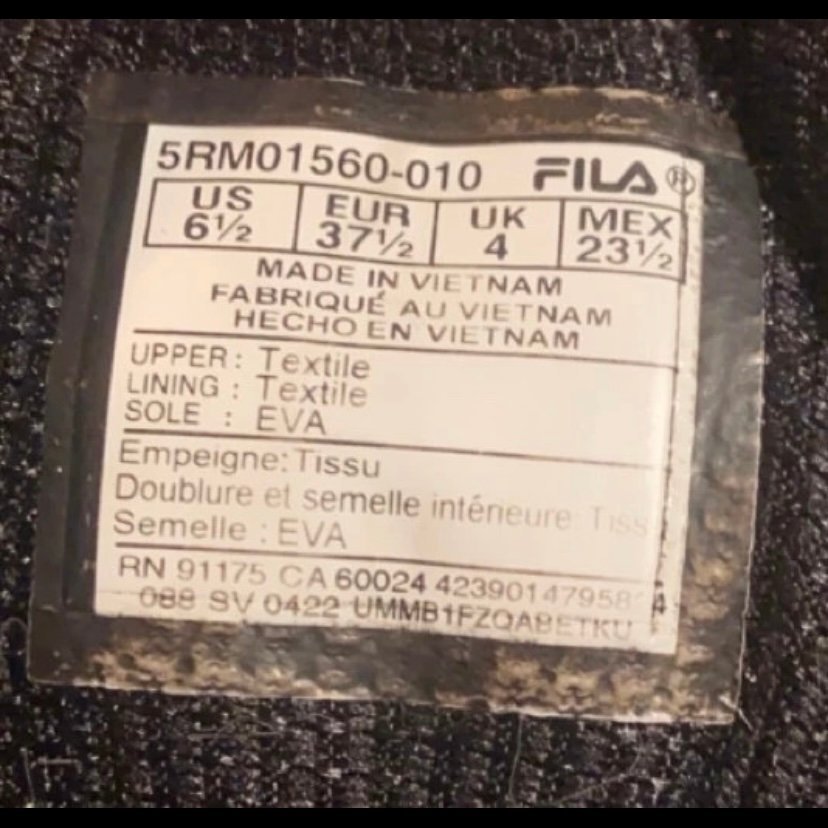 5RM01560-010 FILA®
US EUR UK MEX
6½ 37½ 4 23½
MADE IN VIETNAM
FABRIQUÉ AU VIETNAM
HECHO EN VIETNAM
UPPER : Textile
LINING : Textile
SOLE : EVA
Empeigne: Tissu
Doublure et semelle intérieure:
Semelle : EVA
RN 91175 CA 60024
088 SV 0422